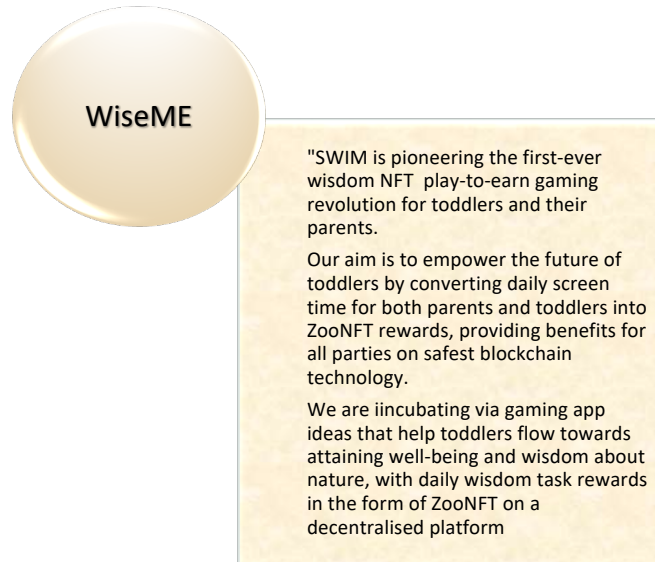 WiseME
"SWIM is pioneering the first-ever
wisdom NFT  play-to-earn gaming
revolution for toddlers and their
parents.
Our aim is to empower the future of
toddlers by converting daily screen
time for both parents and toddlers into
ZooNFT rewards, providing benefits for
all parties on safest blockchain
technology.
We are iincubating via gaming app
ideas that help toddlers flow towards
attaining well-being and wisdom about
nature, with daily wisdom task rewards
in the form of ZooNFT on a
decentralised platform